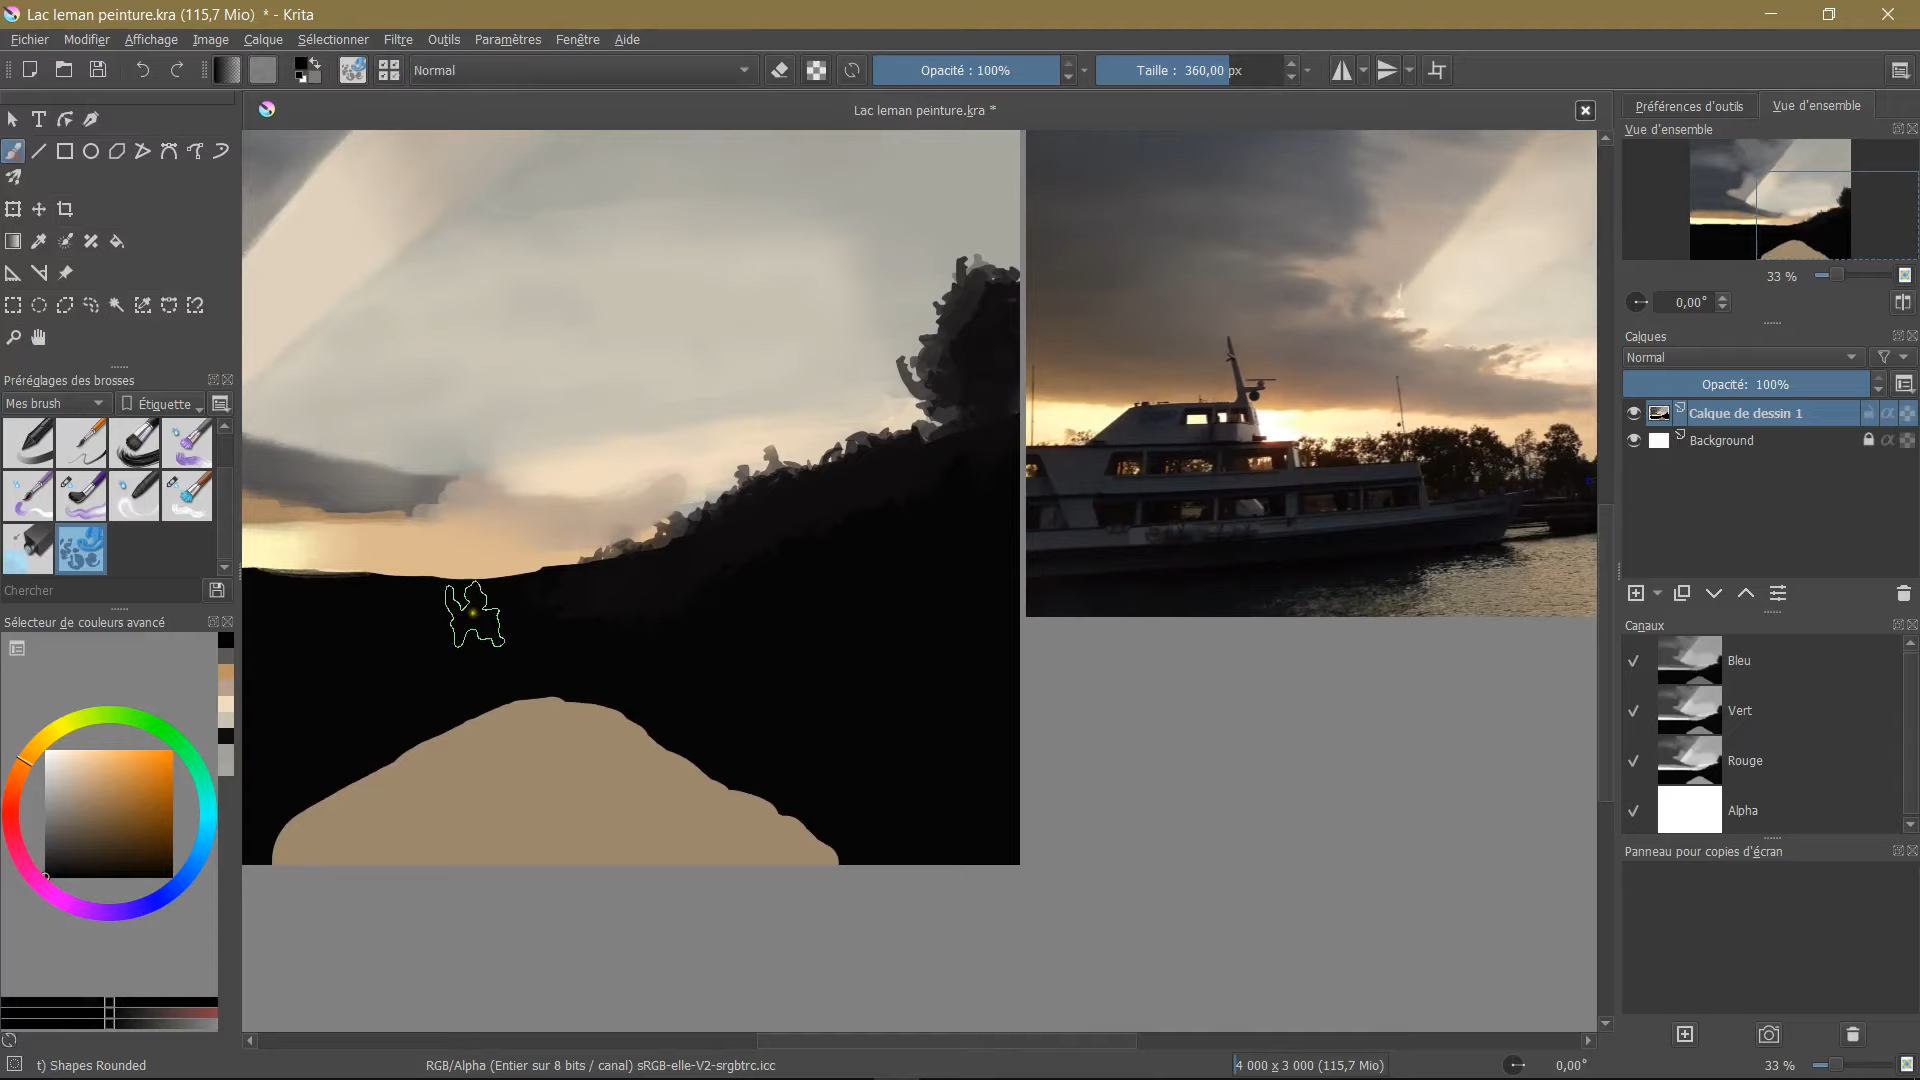 Lac leman peinture.kra (115,7 Mio) * - Krita
Fichier Modifier Affichage Image Calque Sélectionner Filtre Outils Paramètres Fenêtre Aide
Normal Opacité : 100% Taille : 360,00 px
Lac leman peinture.kra *
Préférences d'outils Vue d'ensemble
Vue d'ensemble
33 %
0,00°
Calques
Normal
Opacité: 100%
Calque de dessin 1
Background
Préréglages des brosses
Mes brush Étiquette
Chercher
Sélecteur de couleurs avancé
Canaux
Bleu
Vert
Rouge
Alpha
Panneau pour copies d'écran
t) Shapes Rounded
RGB/Alpha (Entier sur 8 bits / canal) sRGB-elle-V2-srgbtrc.icc
4 000 x 3 000 (115,7 Mio)
0,00°
33 %